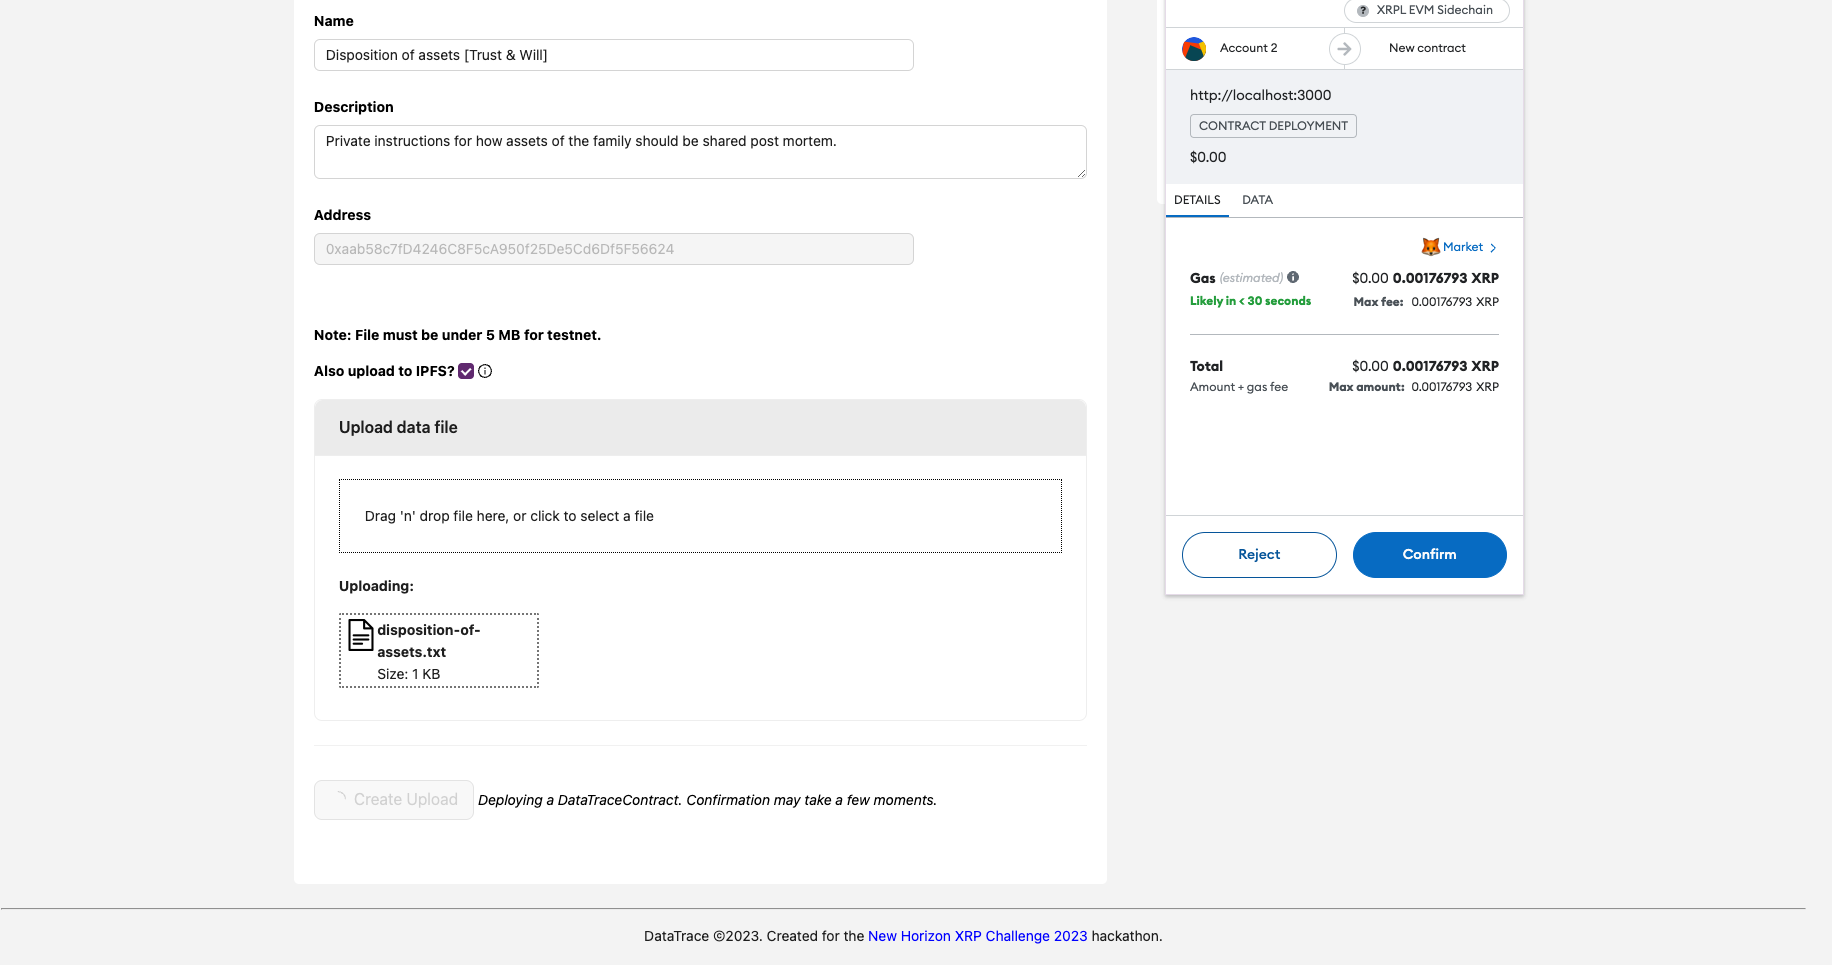 Name
Disposition of assets [Trust & Will]
Description
Private instructions for how assets of the family should be shared post mortem.
Address
0xaab58c7fD4246C8F5cA950f25De5Cd6Df5F56624
Note: File must be under 5 MB for testnet.
Also upload to IPFS?
Upload data file
Drag 'n' drop file here, or click to select a file
Uploading:
disposition-of-
assets.txt
Size: 1 KB
Create Upload Deploying a DataTraceContract. Confirmation may take a few moments.
XRPL EVM Sidechain
Account 2 New contract
http://localhost:3000
CONTRACT DEPLOYMENT
$0.00
DETAILS DATA
Market
Gas (estimated) $0.00 0.00176793 XRP
Likely in < 30 seconds Max fee: 0.00176793 XRP
Total $0.00 0.00176793 XRP
Amount + gas fee Max amount: 0.00176793 XRP
Reject Confirm
DataTrace ©2023. Created for the New Horizon XRP Challenge 2023 hackathon.